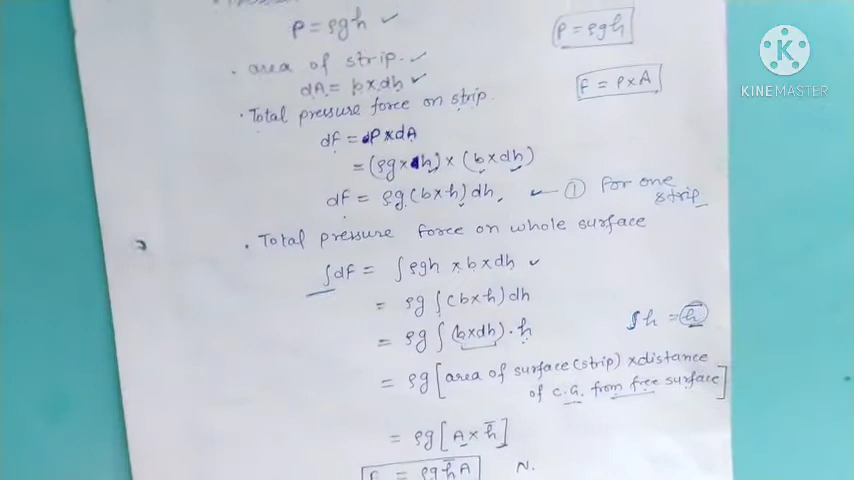 P = ρgh ✓
P = ρgh
• area of strip. ✓
dA = b×dh ✓
F = P×A
• Total pressure force on strip.
dF = P×dA
= (ρg×h) × (b×dh)
dF = ρg(b×h)dh, ← ① for one strip
• Total pressure force on whole surface
∫dF = ∫ρgh × b×dh ✓
= ρg∫(b×h)dh
= ρg∫(b×dh)·h
∫h = h̄
= ρg[area of surface(strip) ×distance
of C.G. from free surface]
= ρg[A×h̄]
F = ρgh̄A N.
K
KINEMASTER